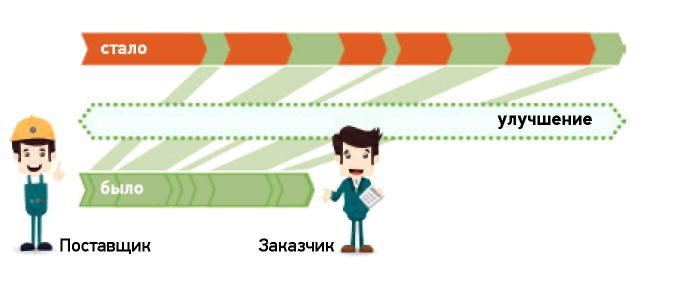 стало
улучшение
было
Поставщик
Заказчик